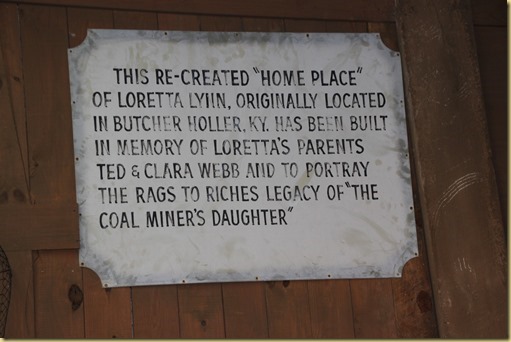 THIS RE-CREATED "HOME PLACE"
OF LORETTA LYNN, ORIGINALLY LOCATED
IN BUTCHER HOLLER, KY. HAS BEEN BUILT
IN MEMORY OF LORETTA'S PARENTS
TED & CLARA WEBB AND TO PORTRAY
THE RAGS TO RICHES LEGACY OF "THE
COAL MINER'S DAUGHTER"